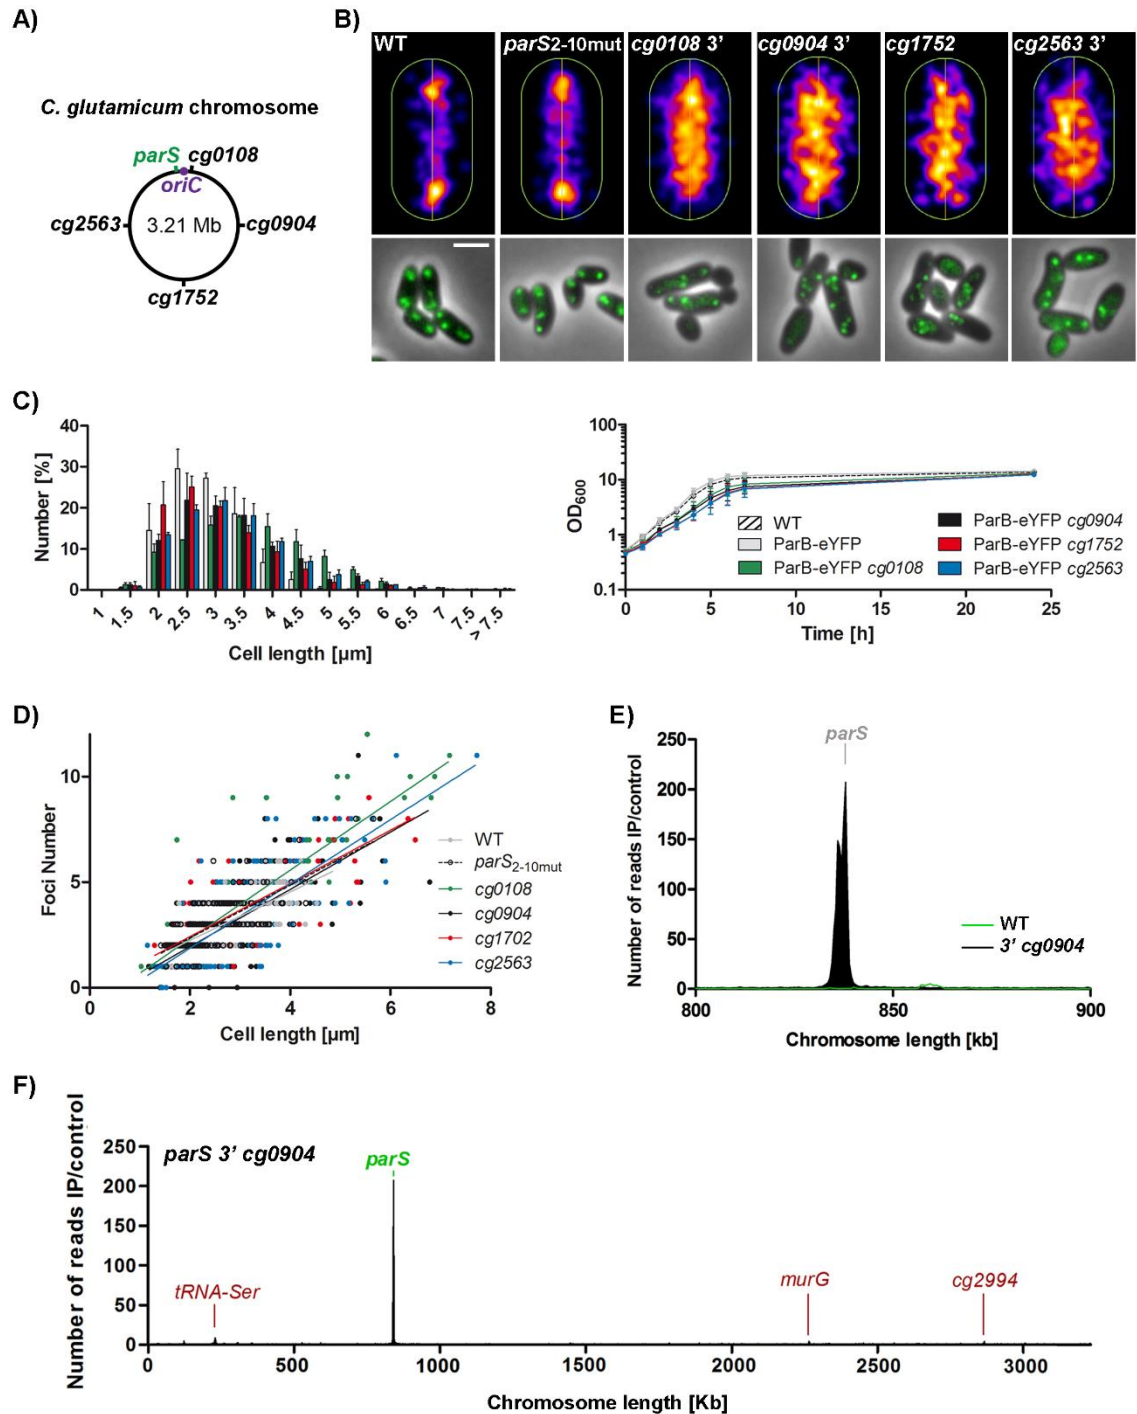 A)
C. glutamicum chromosome
parS
cg0108
oriC
cg2563
3.21 Mb
cg0904
cg1752
B)
WT
parS2-10mut
cg0108 3’
cg0904 3’
cg1752
cg2563 3’
C)
Number [%]
40
30
20
10
0
1
1.5
2
2.5
3
3.5
4
4.5
5
5.5
6
6.5
7
7.5
> 7.5
Cell length [µm]
OD600
100
10
1
0.1
0
5
10
15
20
25
Time [h]
WT
ParB-eYFP
ParB-eYFP cg0108
ParB-eYFP cg0904
ParB-eYFP cg1752
ParB-eYFP cg2563
D)
Foci Number
10
5
0
0
2
4
6
8
Cell length [µm]
WT
parS2-10mut
cg0108
cg0904
cg1702
cg2563
E)
Number of reads IP/control
250
200
150
100
50
0
parS
WT
3’ cg0904
800
850
900
Chromosome length [kb]
F)
Number of reads IP/control
250
200
150
100
50
0
parS 3’ cg0904
parS
tRNA-Ser
murG
cg2994
0
500
1000
1500
2000
2500
3000
Chromosome length [Kb]